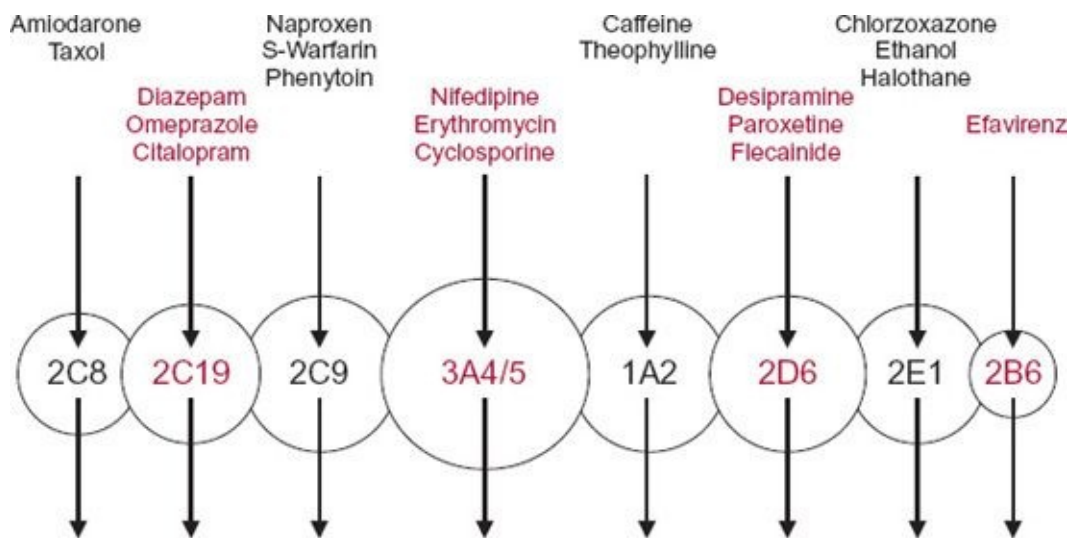 Amiodarone
Taxol
Naproxen
S-Warfarin
Phenytoin
Caffeine
Theophylline
Chlorzoxazone
Ethanol
Halothane
Diazepam
Omeprazole
Citalopram
Nifedipine
Erythromycin
Cyclosporine
Desipramine
Paroxetine
Flecainide
Efavirenz
2C8
2C19
2C9
3A4/5
1A2
2D6
2E1
2B6